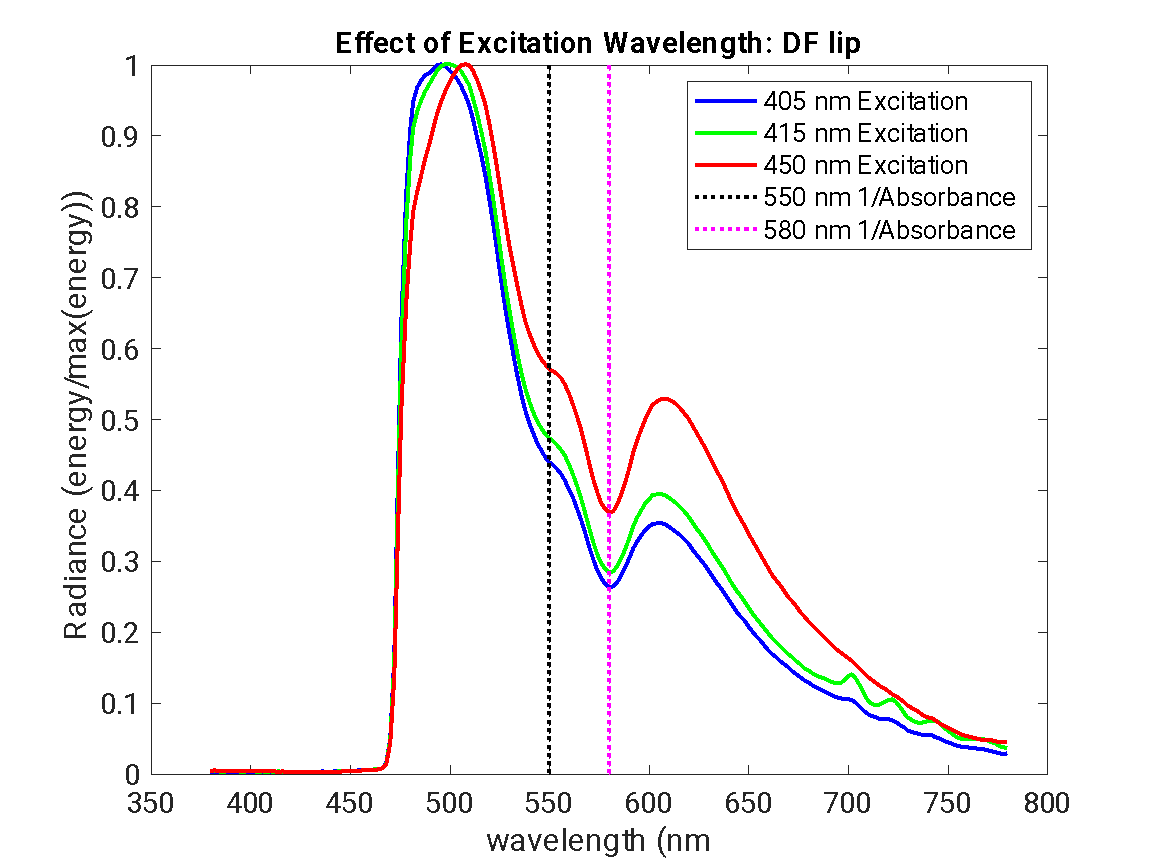 Effect of Excitation Wavelength: DF lip
1
0.9
0.8
0.7
0.6
0.5
0.4
0.3
0.2
0.1
0
Radiance (energy/max(energy))
405 nm Excitation
415 nm Excitation
450 nm Excitation
550 nm 1/Absorbance
580 nm 1/Absorbance
350 400 450 500 550 600 650 700 750 800
wavelength (nm